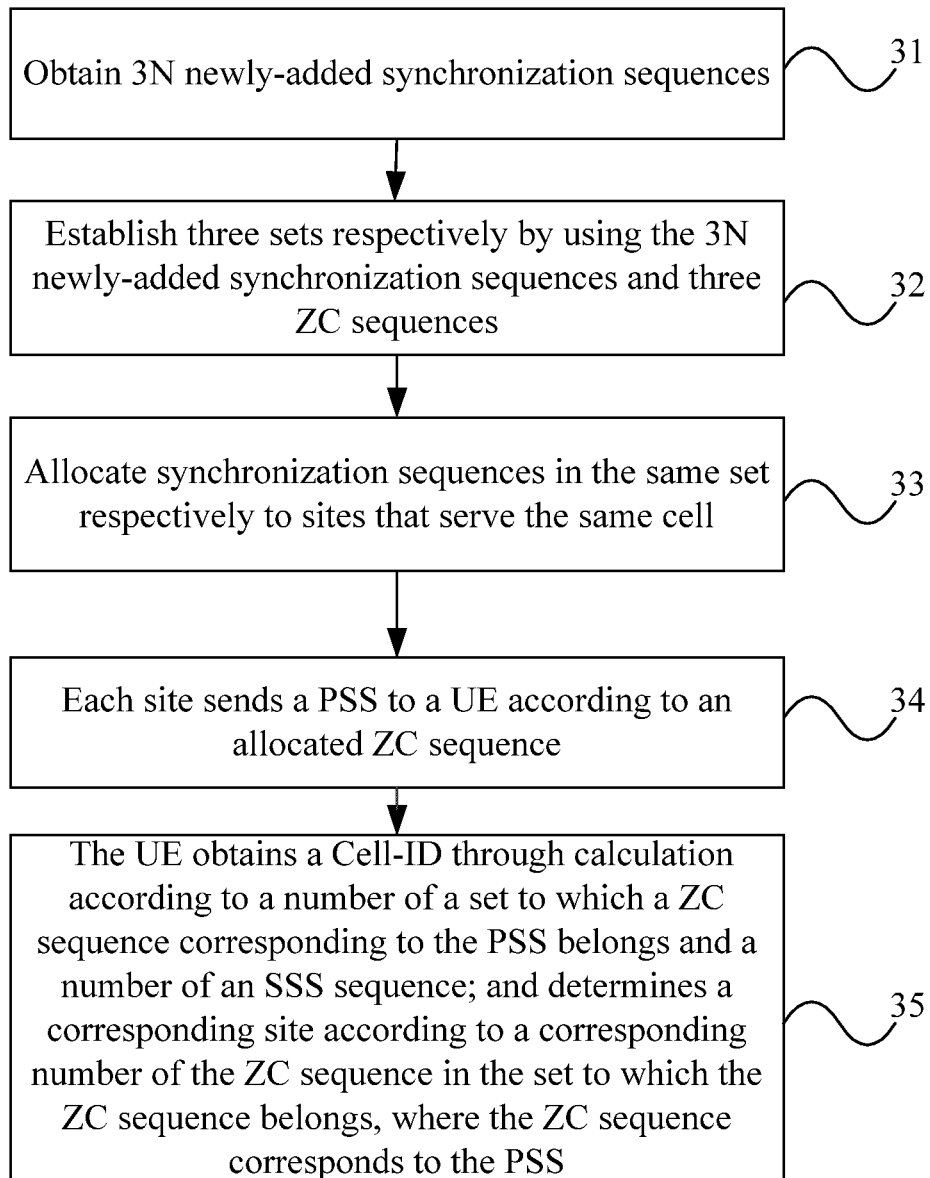 Obtain 3N newly-added synchronization sequences
31
Establish three sets respectively by using the 3N
newly-added synchronization sequences and three
ZC sequences
32
Allocate synchronization sequences in the same set
respectively to sites that serve the same cell
33
Each site sends a PSS to a UE according to an
allocated ZC sequence
34
The UE obtains a Cell-ID through calculation
according to a number of a set to which a ZC
sequence corresponding to the PSS belongs and a
number of an SSS sequence; and determines a
corresponding site according to a corresponding
number of the ZC sequence in the set to which the
ZC sequence belongs, where the ZC sequence
corresponds to the PSS
35